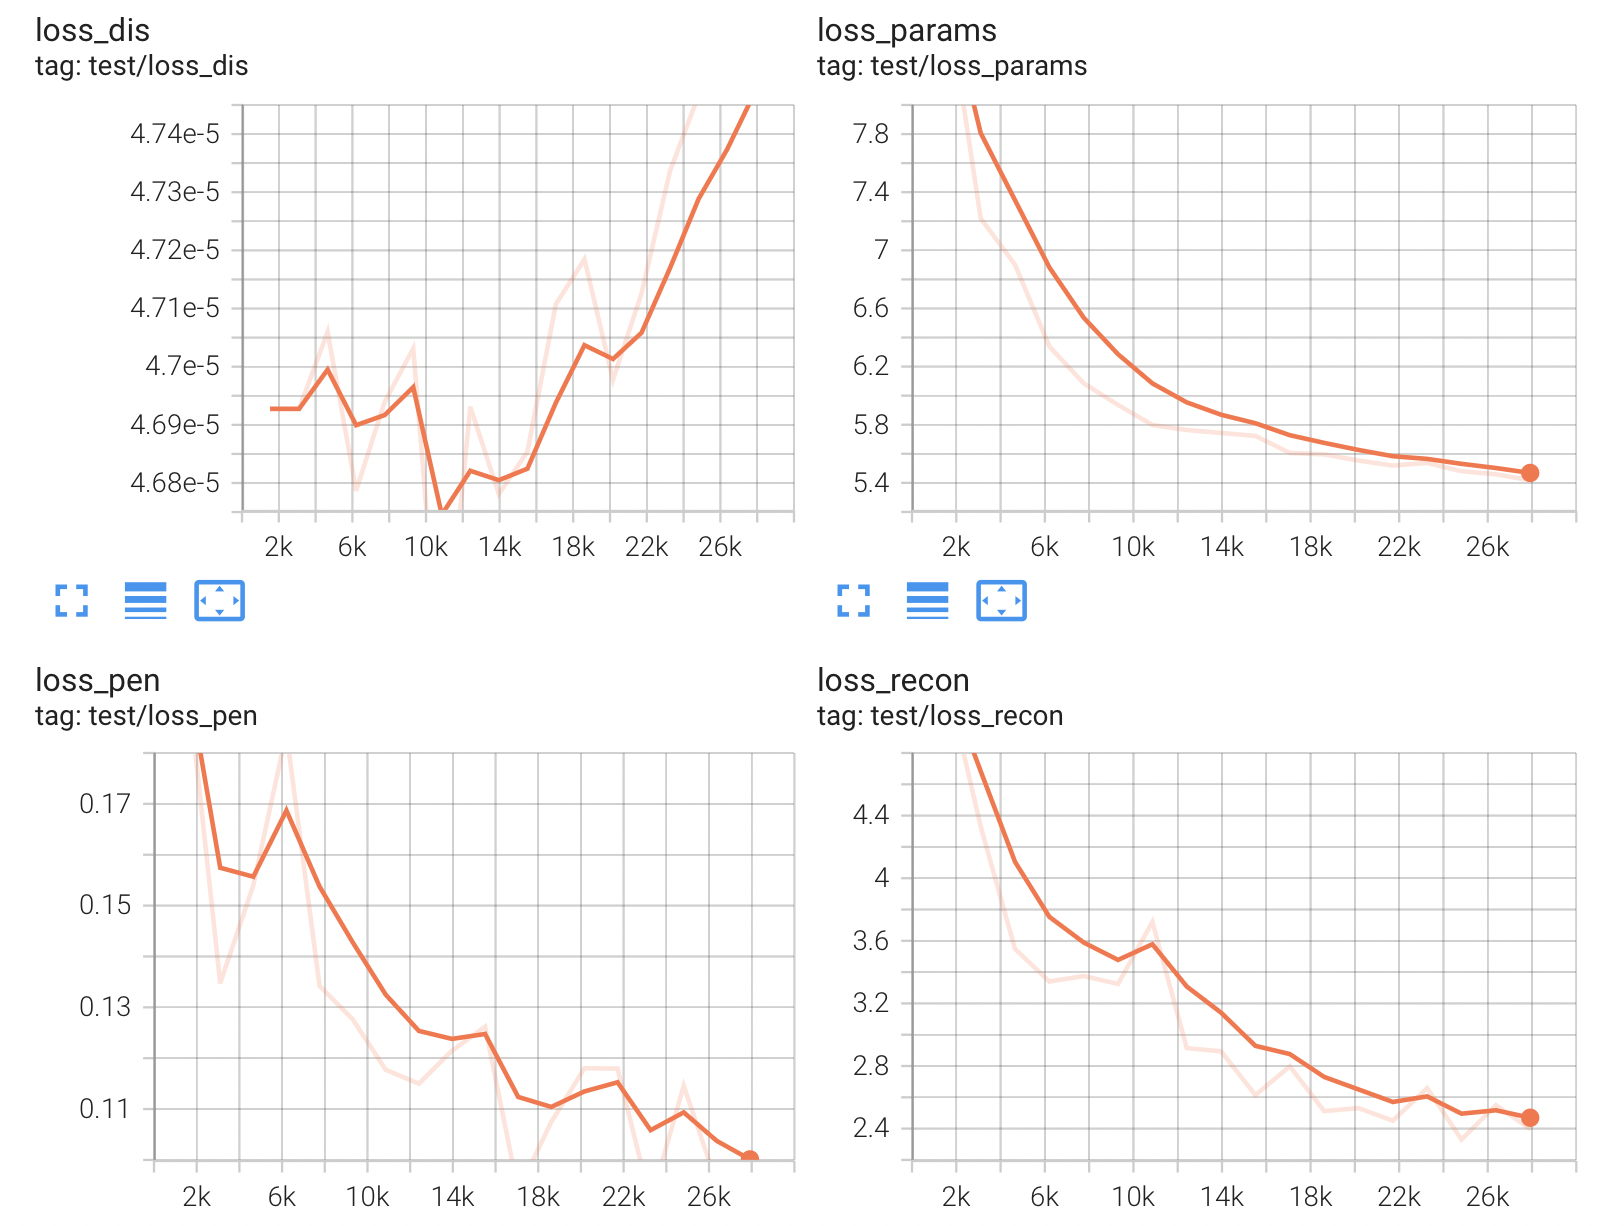 loss_dis
tag: test/loss_dis
4.74e-5
4.73e-5
4.72e-5
4.71e-5
4.7e-5
4.69e-5
4.68e-5
2k 6k 10k 14k 18k 22k 26k
loss_params
tag: test/loss_params
7.8
7.4
7
6.6
6.2
5.8
5.4
2k 6k 10k 14k 18k 22k 26k
loss_pen
tag: test/loss_pen
0.17
0.15
0.13
0.11
2k 6k 10k 14k 18k 22k 26k
loss_recon
tag: test/loss_recon
4.4
4
3.6
3.2
2.8
2.4
2k 6k 10k 14k 18k 22k 26k